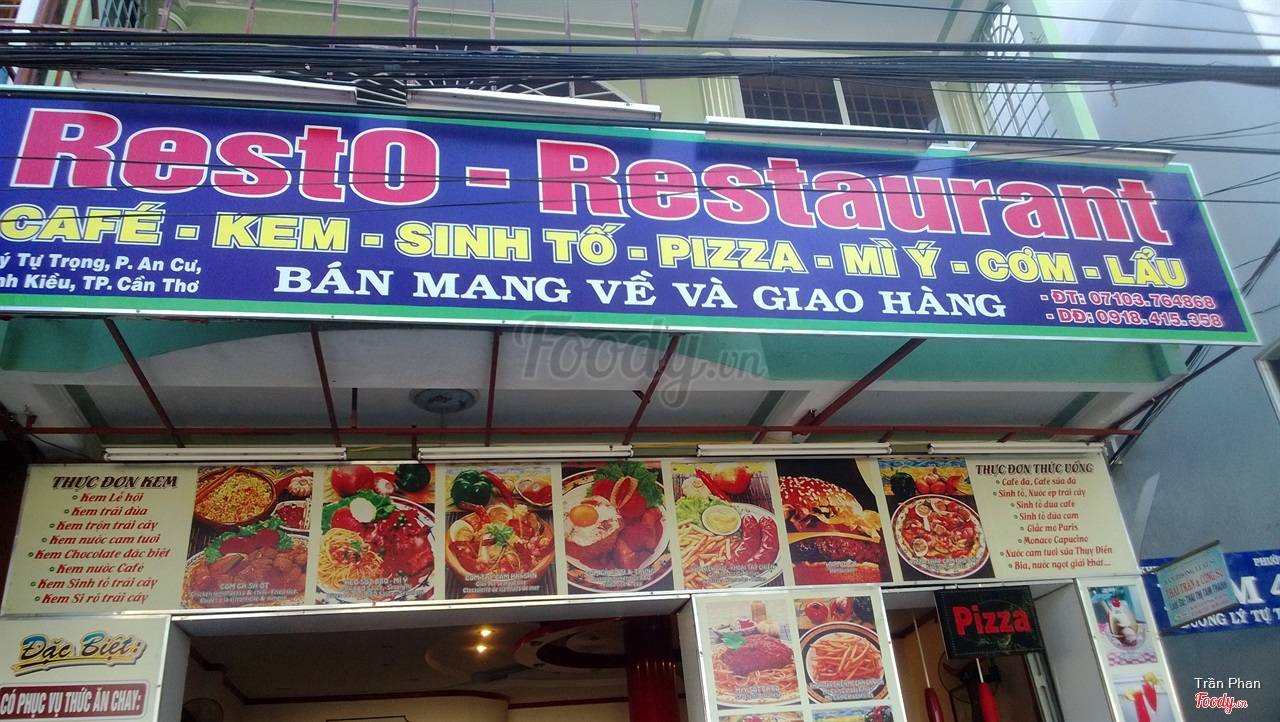 RestO - Restaurant
CAFÉ - KEM - SINH TỐ - PIZZA - MÌ Ý - CƠM - LẨU
ý Tự Trọng, P. An Cư,
nh Kiều, TP. Cần Thơ
BÁN MANG VỀ VÀ GIAO HÀNG
- ĐT: 07103.764868
- DĐ: 0918.415.358
Foody.vn
THỰC ĐƠN KEM
Kem Lễ hội
Kem trái dừa
Kem trộn trái cây
Kem nước cam tươi
Kem Chocolate đặc biệt
Kem nước Café
Kem Sinh tố trái cây
Kem Si rô trái cây
CƠM GÀ SA ỚT
THỰC ĐƠN THỨC UỐNG
Café đá, Café sữa đá
Sinh tố, Nước ép trái cây
Sinh tố dừa café
Sinh tố dừa cam
Giấc mơ Paris
Monaco Capucino
Nước cam tươi sữa Thụy Điển
Bia, nước ngọt giải khát...
Đặc Biệt:
CÓ PHỤC VỤ THỨC ĂN CHAY:
Pizza
Trần Phan
Foody.vn